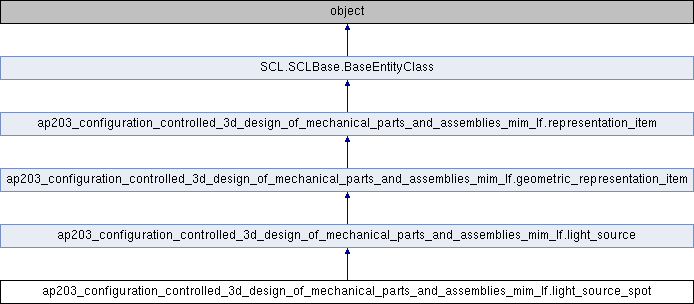 object
SCL.SCLBase.BaseEntityClass
ap203_configuration_controlled_3d_design_of_mechanical_parts_and_assemblies_mim_lf.representation_item
ap203_configuration_controlled_3d_design_of_mechanical_parts_and_assemblies_mim_lf.geometric_representation_item
ap203_configuration_controlled_3d_design_of_mechanical_parts_and_assemblies_mim_lf.light_source
ap203_configuration_controlled_3d_design_of_mechanical_parts_and_assemblies_mim_lf.light_source_spot